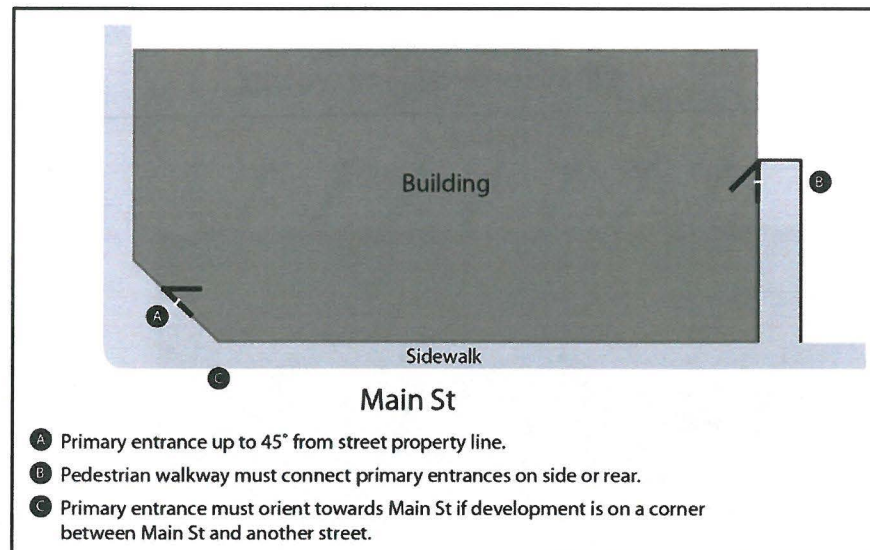 Building
B
A
Sidewalk
C
Main St
A Primary entrance up to 45° from street property line.
B Pedestrian walkway must connect primary entrances on side or rear.
C Primary entrance must orient towards Main St if development is on a corner
between Main St and another street.